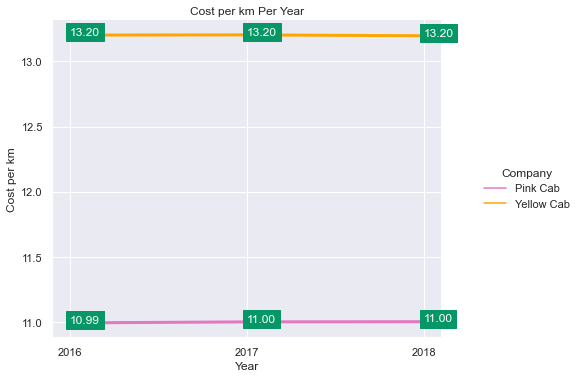 Cost per km Per Year
13.20 13.20 13.20
13.0
12.5
12.0
11.5
11.0
10.99 11.00 11.00
2016 2017 2018
Year
Cost per km
Company
Pink Cab
Yellow Cab